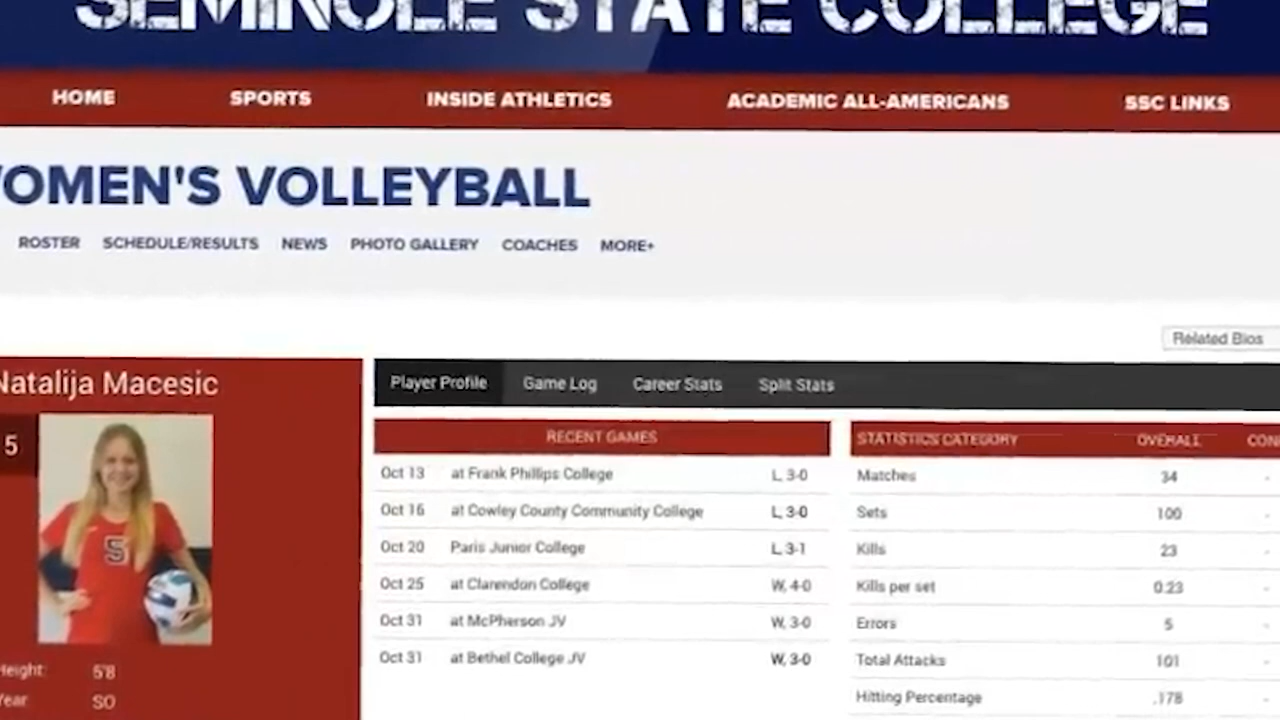 SEMINOLE STATE COLLEGE
HOME SPORTS INSIDE ATHLETICS ACADEMIC ALL-AMERICANS SSC LINKS
WOMEN'S VOLLEYBALL
ROSTER SCHEDULE/RESULTS NEWS PHOTO GALLERY COACHES MORE+
Related Bios
Natalija Macesic
5
S
Height: 5'8
Year SO
Player Profile Game Log Career Stats Split Stats
RECENT GAMES
Oct 13 at Frank Phillips College L, 3-0
Oct 16 at Cowley County Community College L, 3-0
Oct 20 Paris Junior College L, 3-1
Oct 25 at Clarendon College W, 4-0
Oct 31 at McPherson JV W, 3-0
Oct 31 at Bethel College JV W, 3-0
STATISTICS CATEGORY OVERALL CON
Matches 34 -
Sets 100 -
Kills 23 -
Kills per set 0.23 -
Errors 5 -
Total Attacks 101 -
Hitting Percentage .178 -